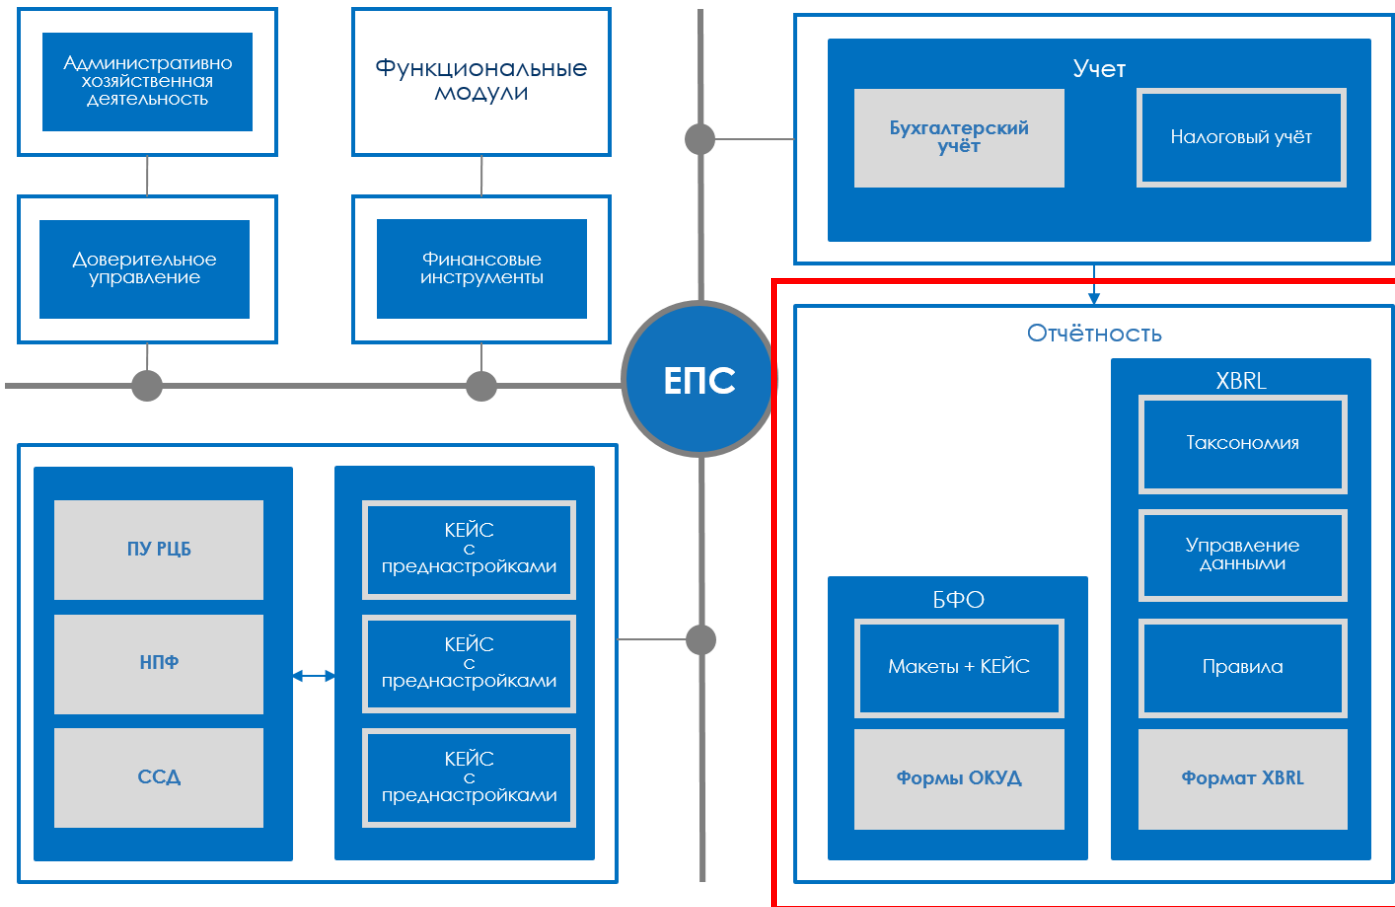 Административно
хозяйственная
деятельность
Функциональные
модули
Доверительное
управление
Финансовые
инструменты
Учет
Бухгалтерский
учёт
Налоговый учёт
ЕПС
Отчётность
XBRL
Таксономия
Управление
данными
Правила
Формат XBRL
БФО
Макеты + КЕЙС
Формы ОКУД
ПУ РЦБ
НПФ
ССД
КЕЙС
с
преднастройками
КЕЙС
с
преднастройками
КЕЙС
с
преднастройками